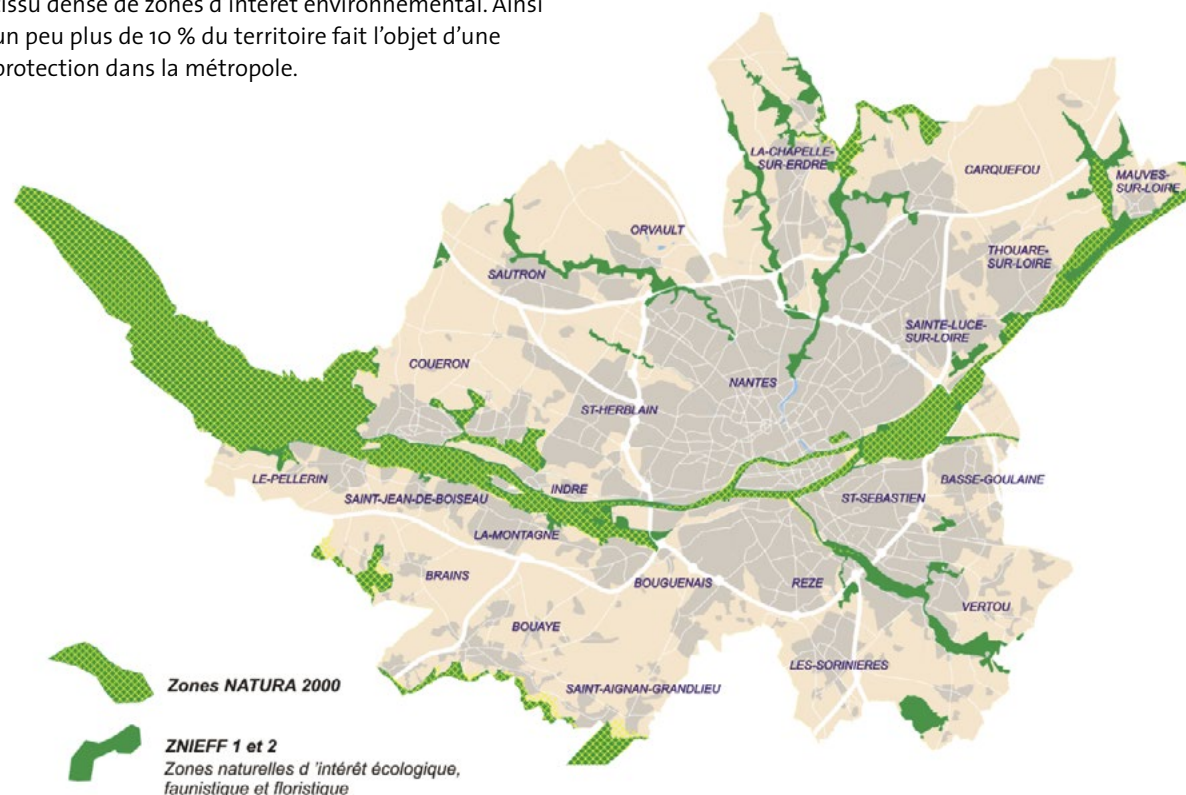 tissu dense de zones d'intérêt environnemental. Ainsi
un peu plus de 10 % du territoire fait l'objet d'une
protection dans la métropole.
LA-CHAPELLE-
SUR-ERDRE
CARQUEFOU
MAUVES-
SUR-LOIRE
ORVAULT
THOUARE-
SUR-LOIRE
SAUTRON
SAINTE-LUCE-
SUR-LOIRE
COUERON
NANTES
ST-HERBLAIN
LE-PELLERIN
BASSE-GOULAINE
INDRE
SAINT-JEAN-DE-BOISEAU
ST-SEBASTIEN
LA-MONTAGNE
BRAINS
BOUGUENAIS
REZE
VERTOU
BOUAYE
LES-SORINIERES
SAINT-AIGNAN-GRANDLIEU
Zones NATURA 2000
ZNIEFF 1 et 2
Zones naturelles d 'intérêt écologique,
faunistique et floristique